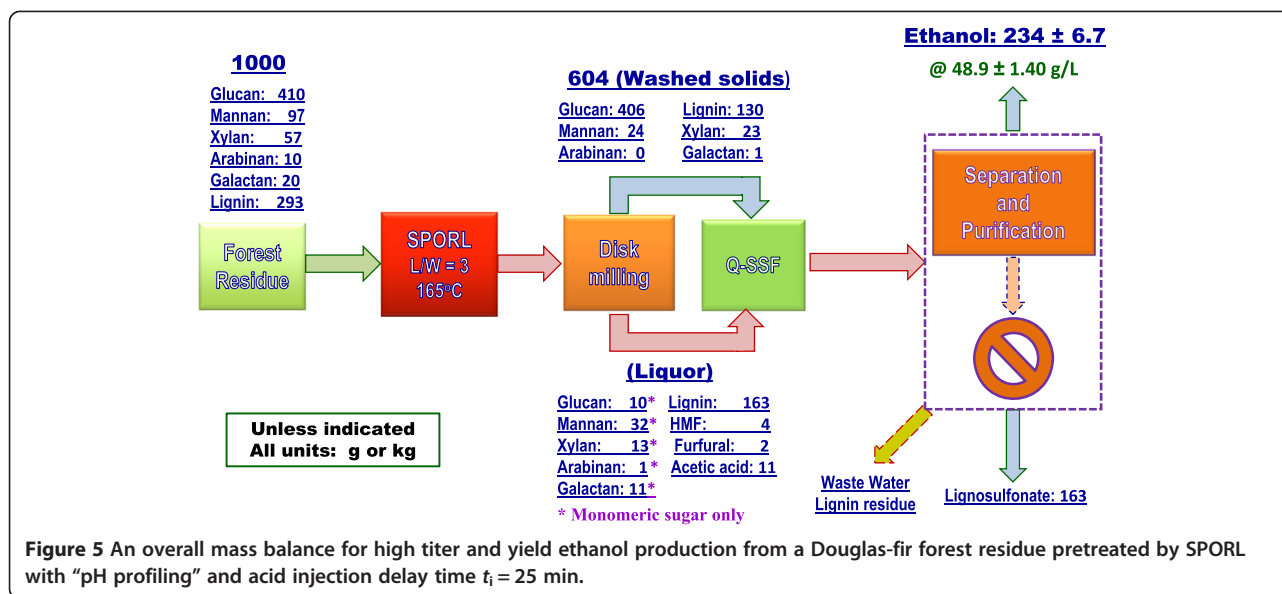 1000
Glucan: 410
Mannan: 97
Xylan: 57
Arabinan: 10
Galactan: 20
Lignin: 293
Forest
Residue
SPORL
L/W = 3
165°C
604 (Washed solids)
Glucan: 406 Lignin: 130
Mannan: 24 Xylan: 23
Arabinan: 0 Galactan: 1
Disk
milling
Q-SSF
(Liquor)
Glucan: 10* Lignin: 163
Mannan: 32* HMF: 4
Xylan: 13* Furfural: 2
Arabinan: 1* Acetic acid: 11
Galactan: 11*
* Monomeric sugar only
Unless indicated
All units: g or kg
Ethanol: 234 ± 6.7
@ 48.9 ± 1.40 g/L
Separation
and
Purification
Waste Water
Lignin residue
Lignosulfonate: 163
Figure 5 An overall mass balance for high titer and yield ethanol production from a Douglas-fir forest residue pretreated by SPORL
with “pH profiling” and acid injection delay time ti = 25 min.